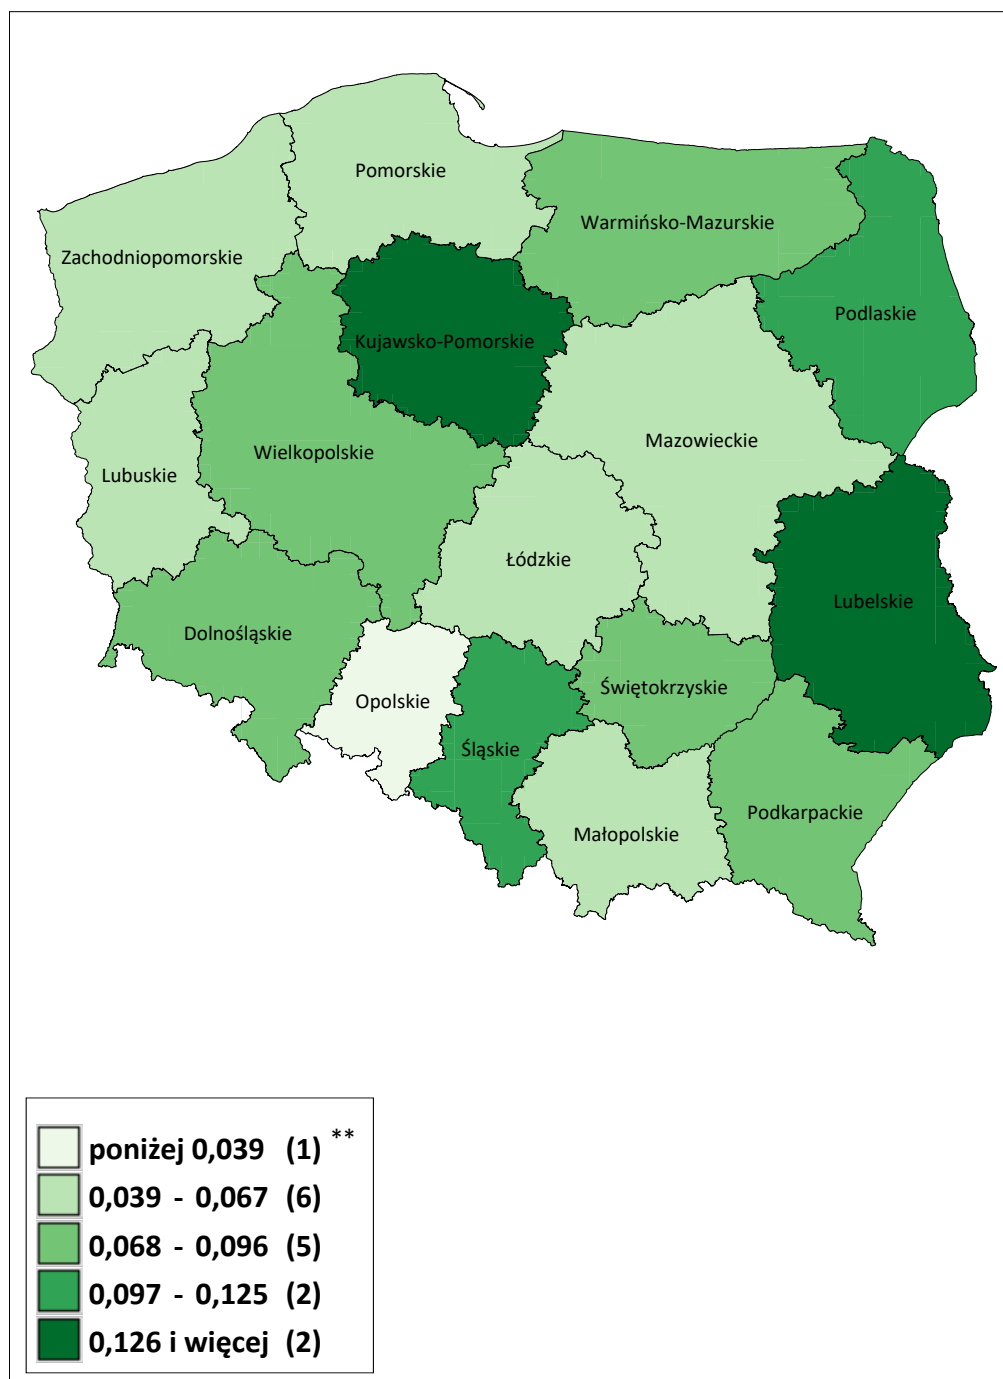 Pomorskie
Warmińsko-Mazurskie
Zachodniopomorskie
Podlaskie
Kujawsko-Pomorskie
Mazowieckie
Wielkopolskie
Lubuskie
Łódzkie
Lubelskie
Dolnośląskie
Świętokrzyskie
Opolskie
Śląskie
Podkarpackie
Małopolskie
poniżej 0,039 (1) **
0,039 - 0,067 (6)
0,068 - 0,096 (5)
0,097 - 0,125 (2)
0,126 i więcej (2)